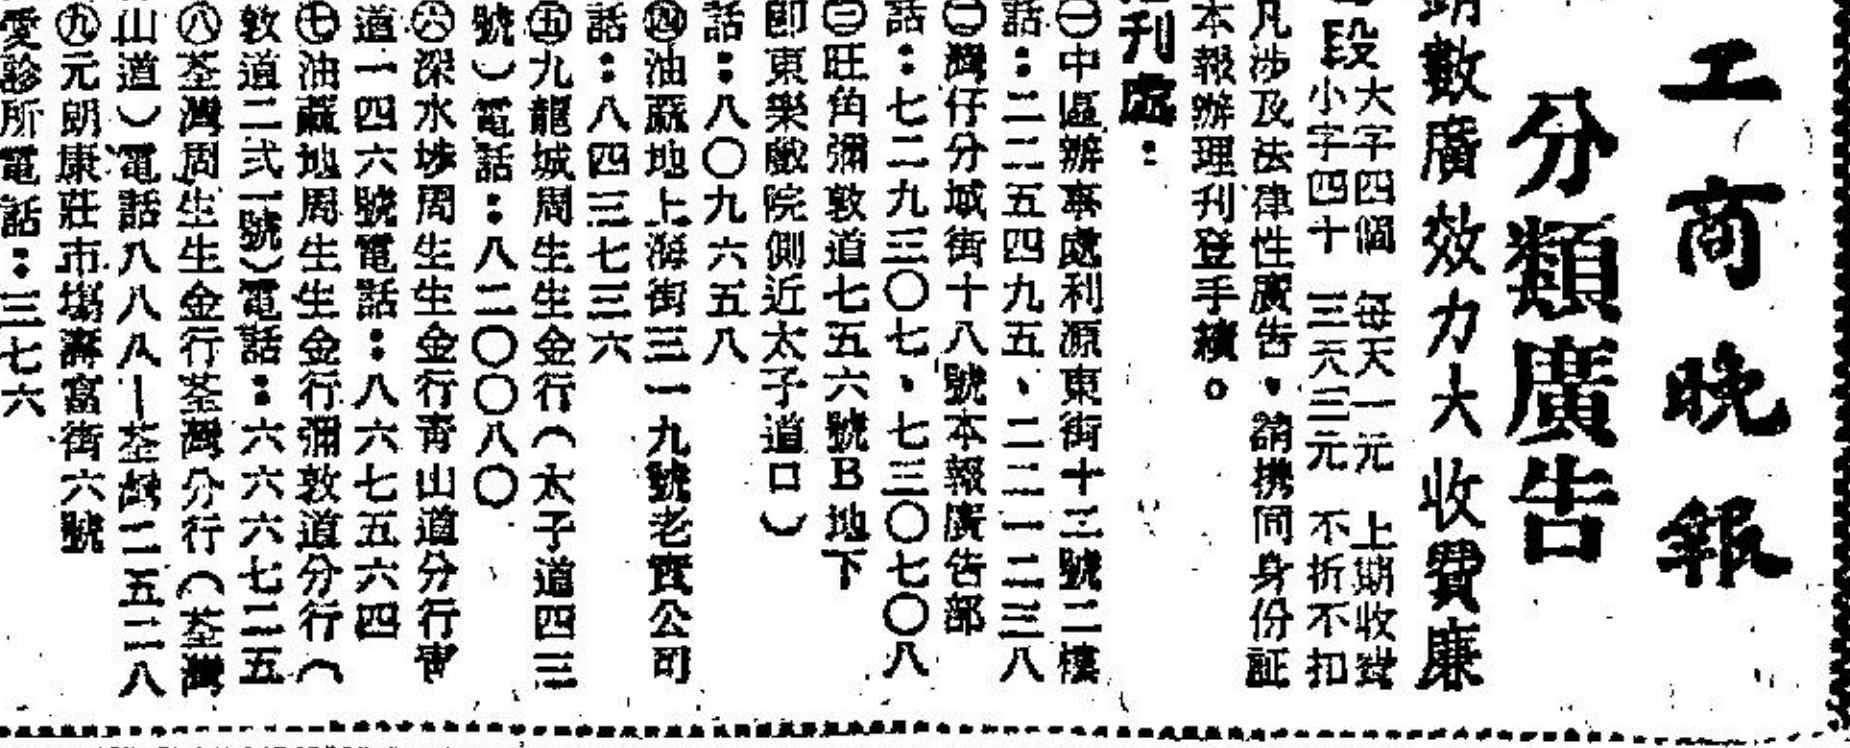 工商晚報
分類廣告
銷數廣效力大收費廉
段 大字四個 每天一元 上期收費
小字四十 三天三元 不折不扣
凡涉及法律性廣告，請携同身份証
本報辦理刊登手續。
刊處：
㊀中區辦事處利源東街十三號二樓
話：二二五四九五、二二一二三八
㊁灣仔分域街十八號本報廣告部
話：七二九三〇七、七三〇七〇八
㊂旺角彌敦道七五六號B地下
即東樂戲院側近太子道口）
話：八〇九六五八
㊃油蔴地上海街三一九號老實公司
話：八四三七三六
㊄九龍城周生生金行（太子道四三
號）電話：八二〇〇八〇
㊅深水埗周生生金行靑山道分行靑
道一四六號電話：八六七五六四
㊆油蔴地周生生金行彌敦道分行（
敦道二式一號）電話：六六六七二五
㊇荃灣周生生金行荃灣分行（荃灣
山道）電話八八八八—荃灣二五二八
㊈元朗康莊市塲壽富街六號
愛診所電話：三七六